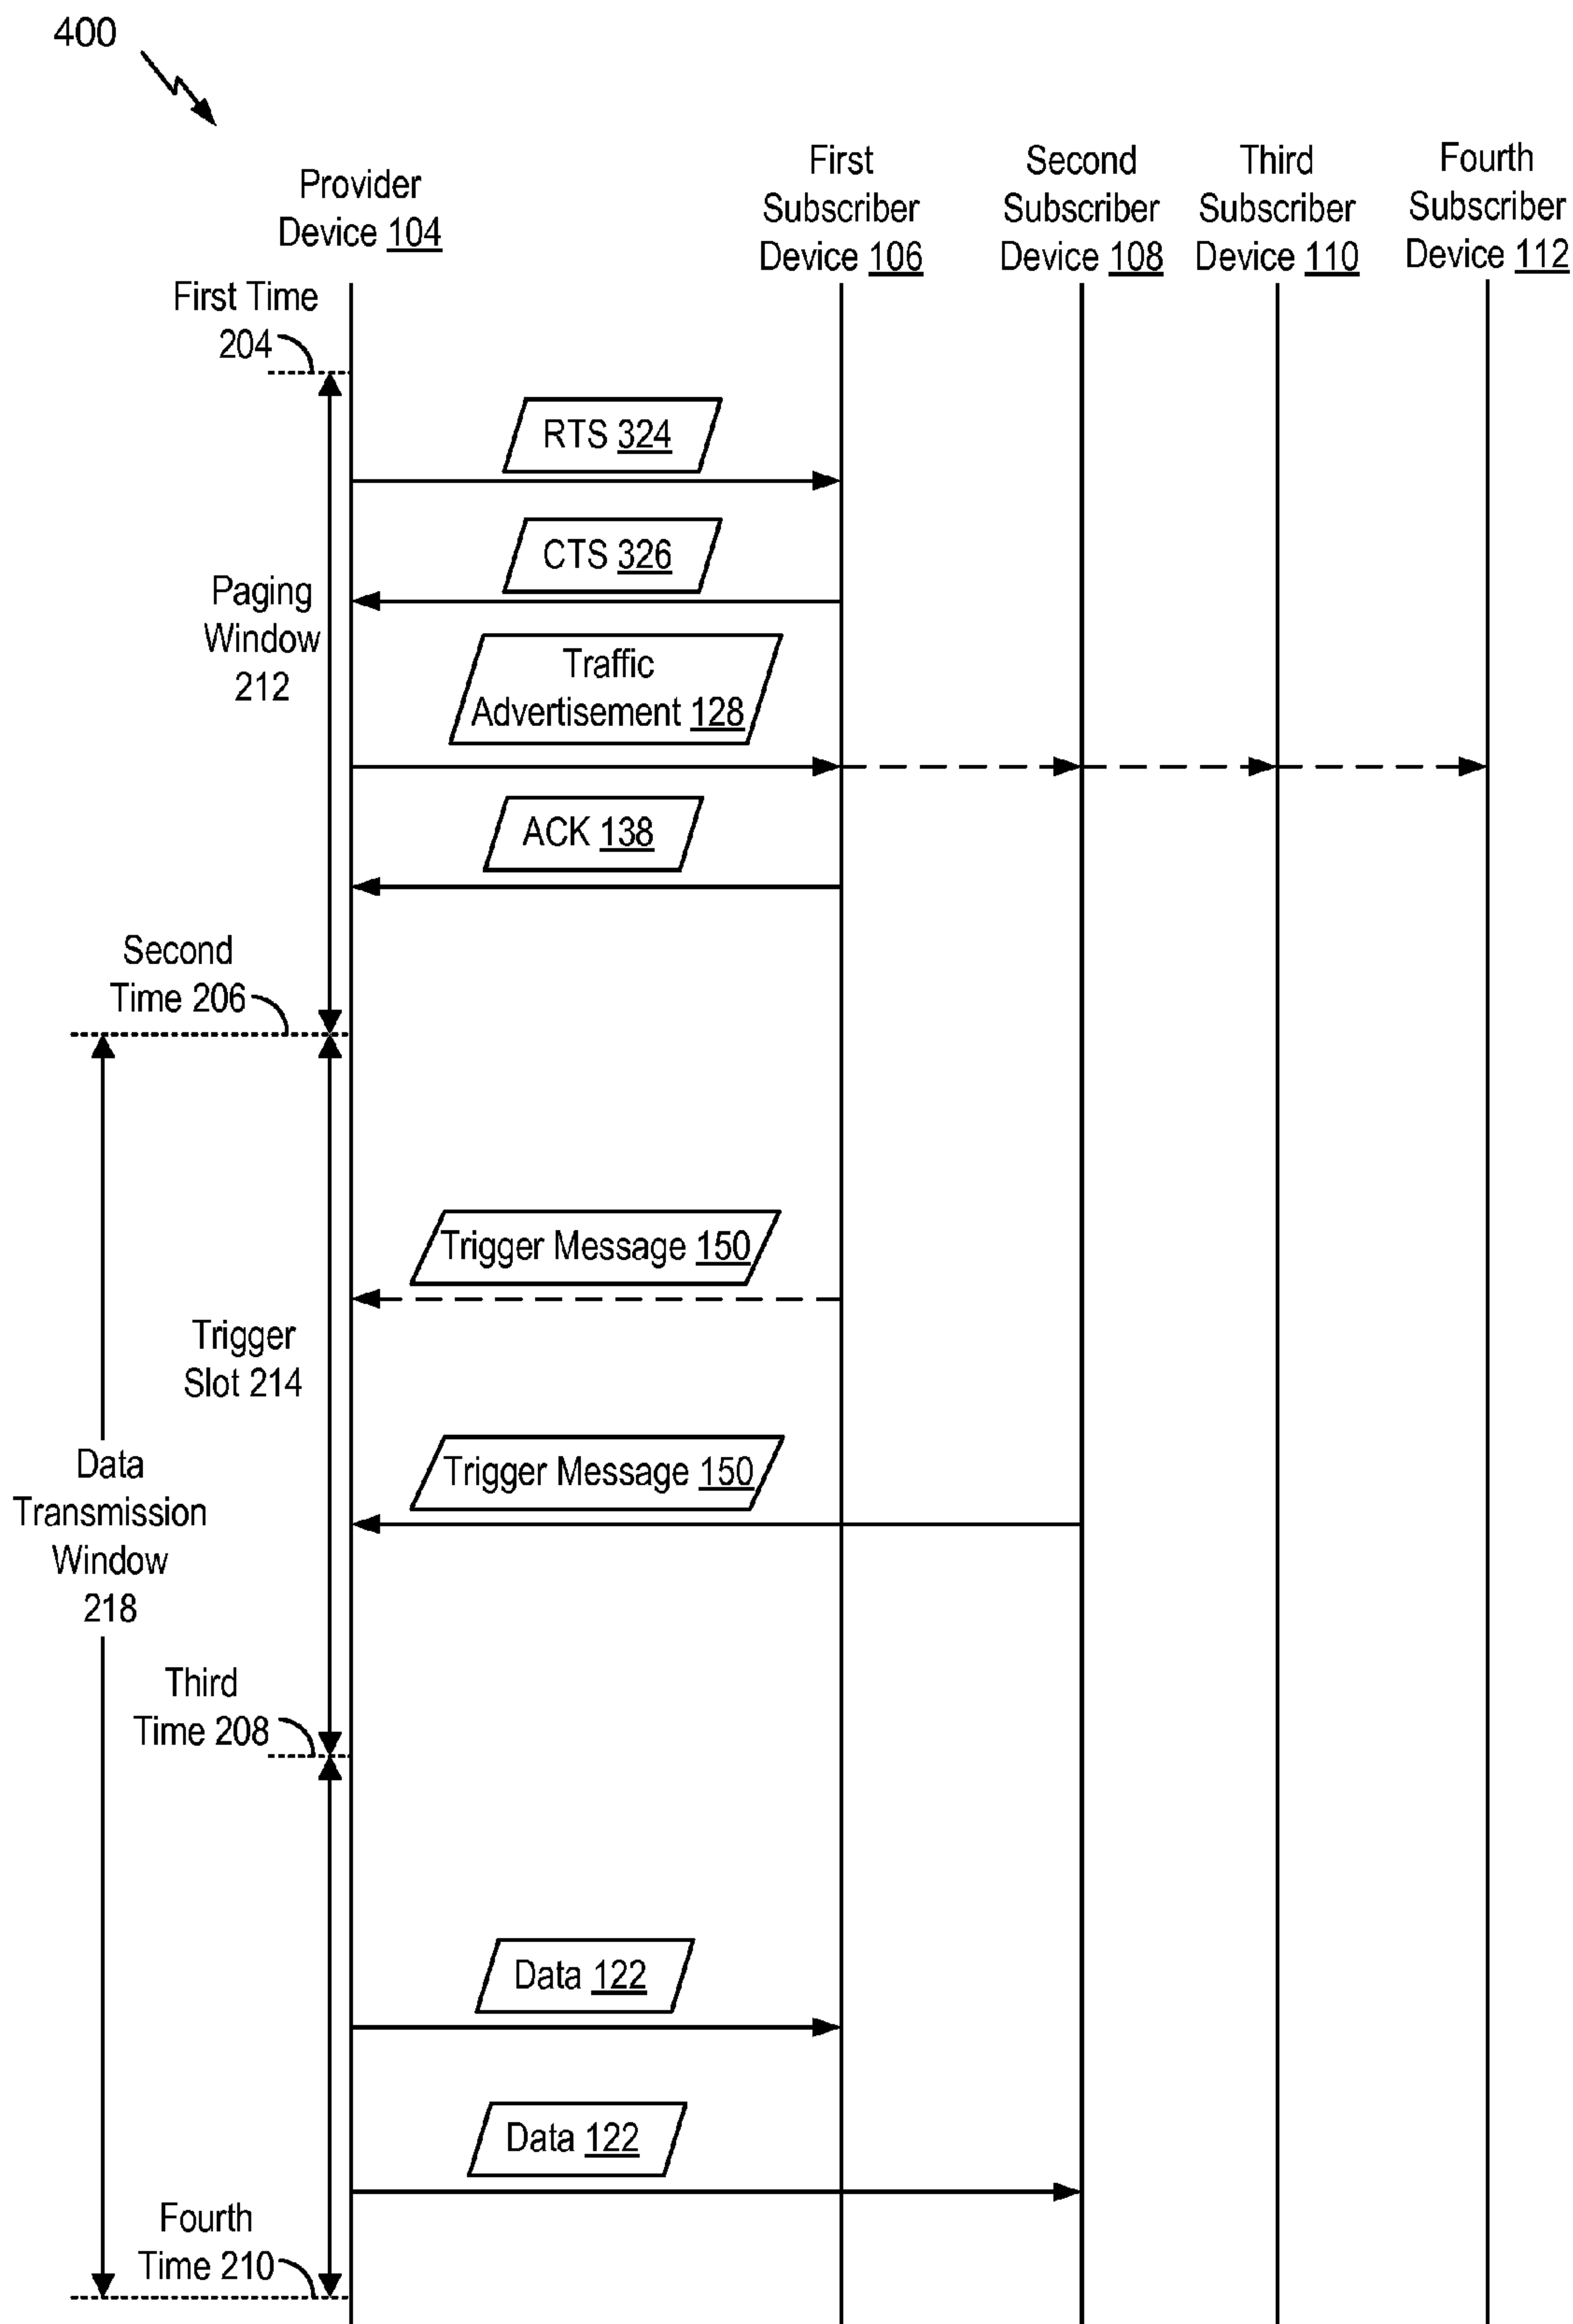 400
Provider
Device 104
First
Subscriber
Device 106
Second
Subscriber
Device 108
Third
Subscriber
Device 110
Fourth
Subscriber
Device 112
First Time
204
RTS 324
CTS 326
Paging
Window
212
Traffic
Advertisement 128
ACK 138
Second
Time 206
Trigger Message 150
Trigger
Slot 214
Trigger Message 150
Data
Transmission
Window
218
Third
Time 208
Data 122
Data 122
Fourth
Time 210